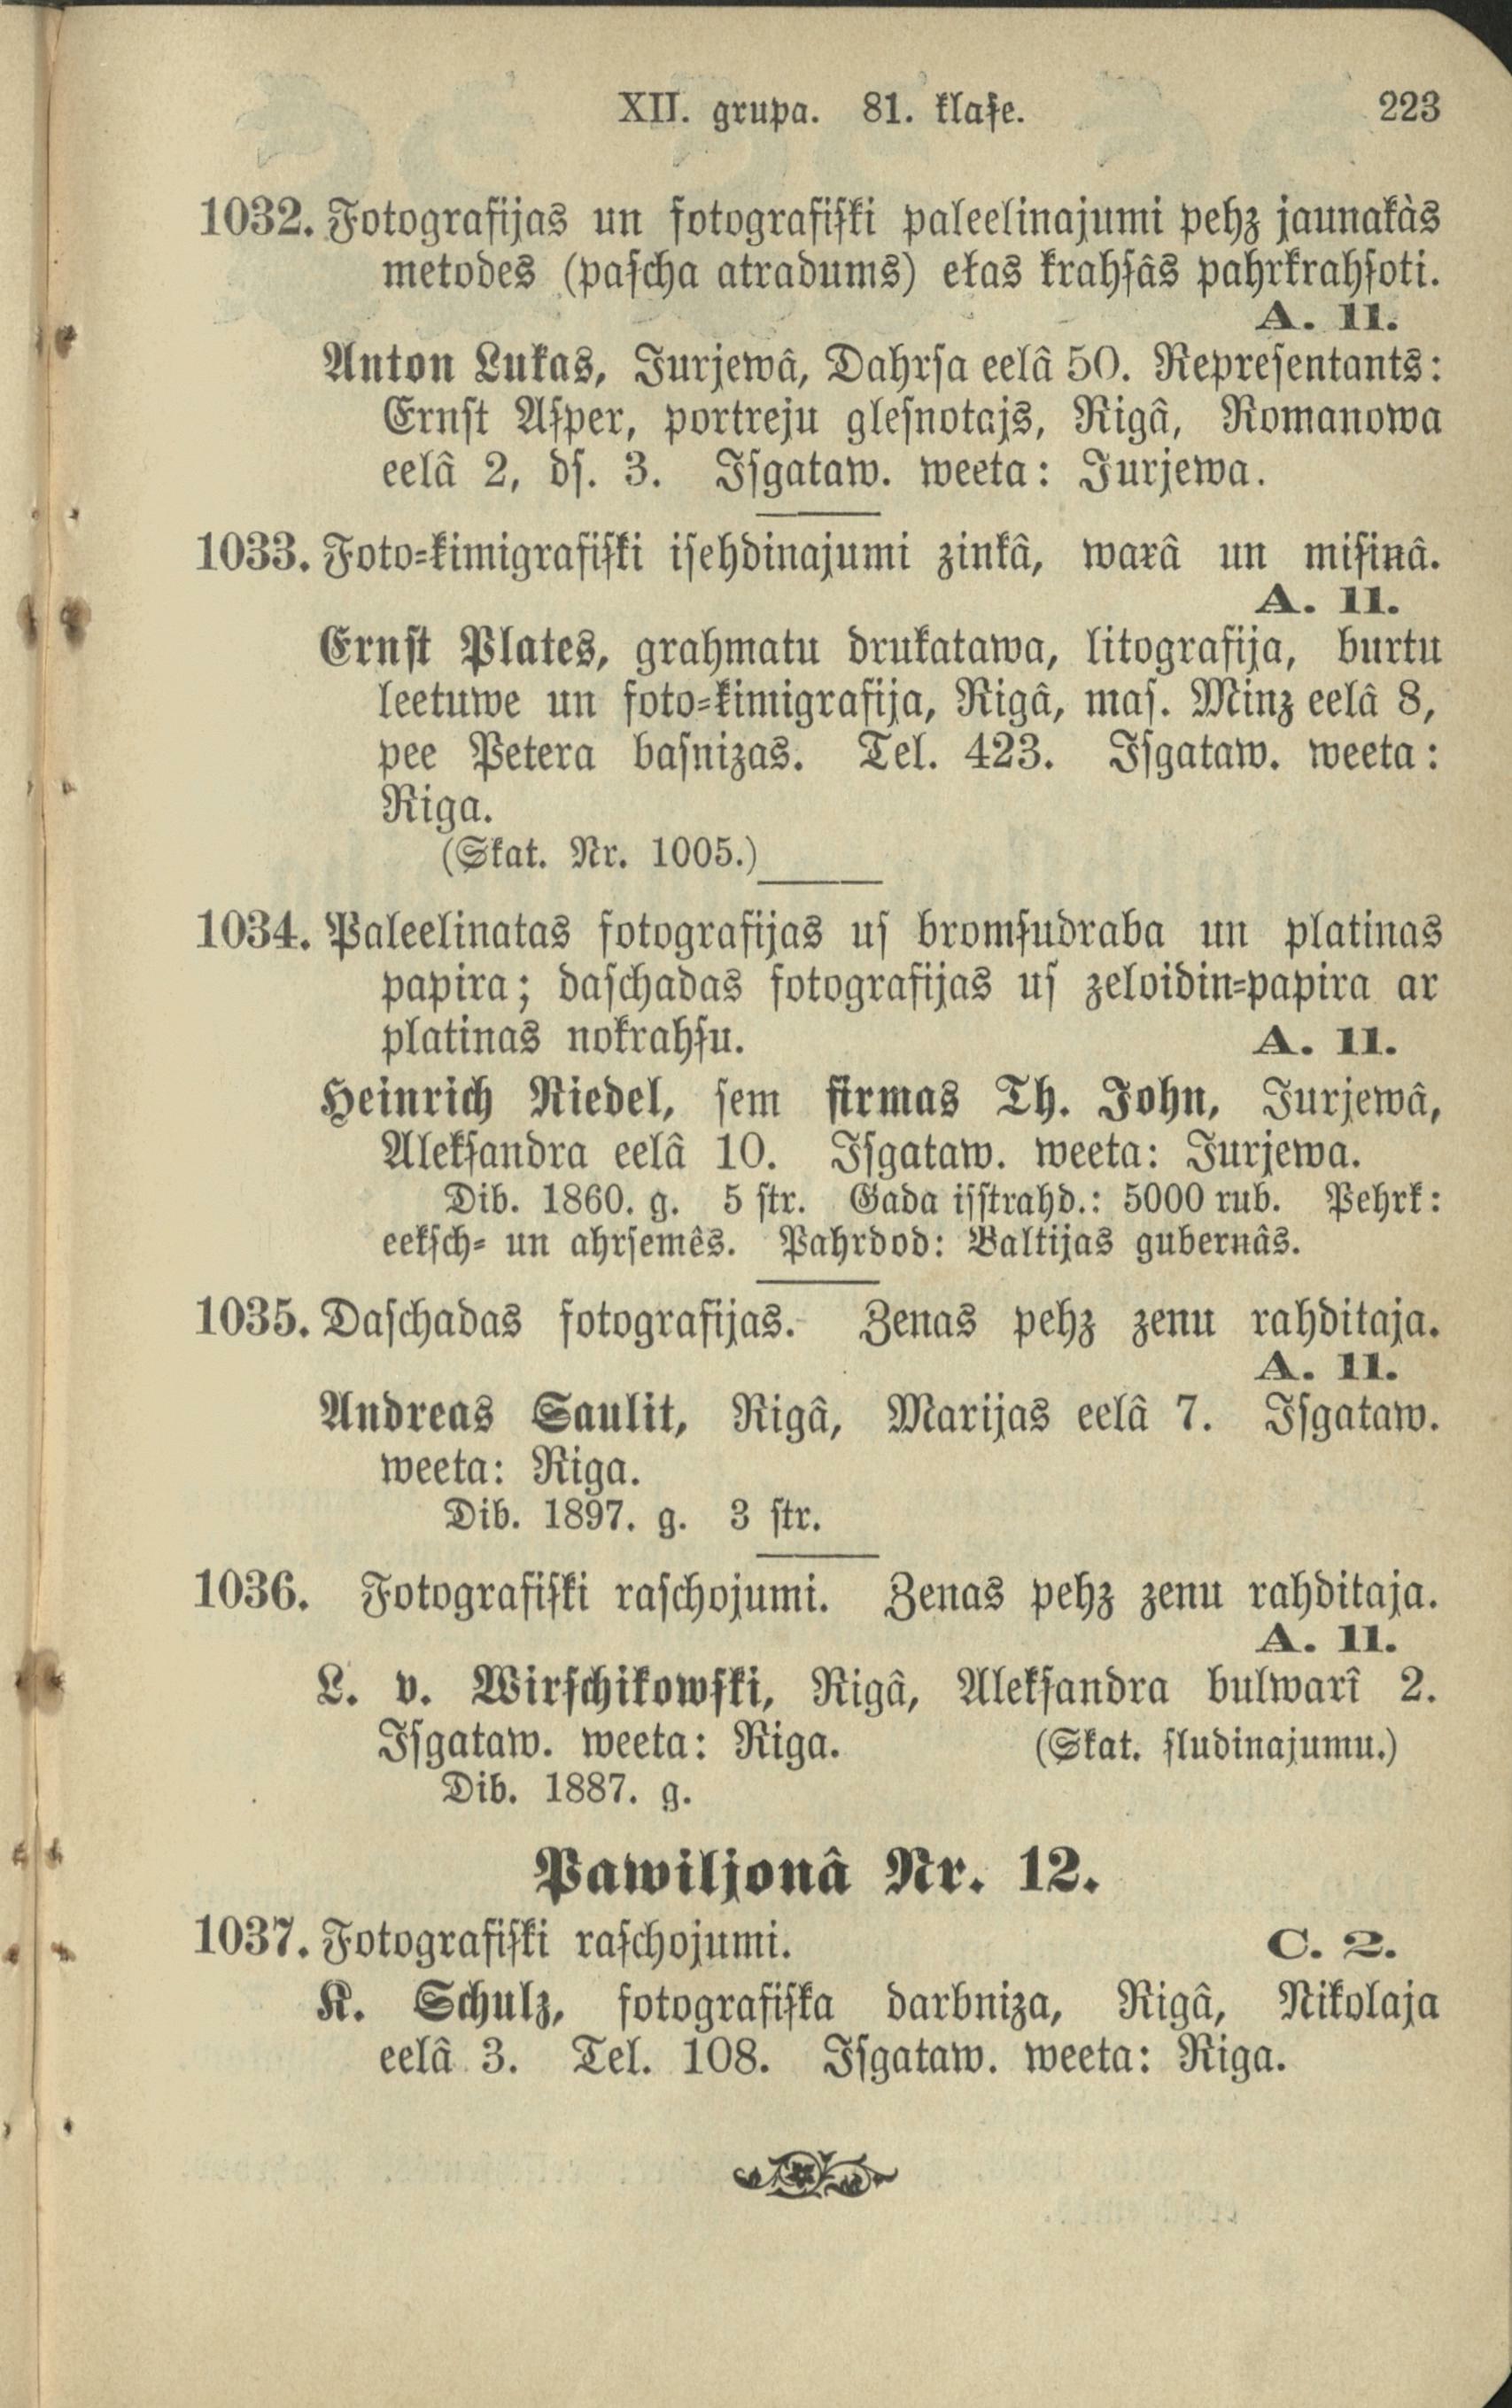 XII. grupa. 81. klaſe. 223
1032. Fotografijas un fotografiſki paleelinajumi pehz jaunakàs
metodes (paſcha atradums) eļas krahſâs pahrkrahſoti.
A. 11.
Anton Lukas, Jurjewâ, Dahrſa eelâ 50. Repreſentants:
Ernſt Aſper, portreju gleſnotajs, Rigâ, Romanowa
eelâ 2, dſ. 3. Iſgataw. weeta: Jurjewa.
1033. Foto-kimigrafiſki iſehdinajumi zinkâ, warâ un miſiņâ.
A. 11.
Ernſt Plates, grahmatu drukatawa, litografija, burtu
leetuwe un foto-kimigrafija, Rigâ, maſ. Minz eelâ 8,
pee Petera baſnizas. Tel. 423. Iſgataw. weeta:
Riga.
(Skat. Nr. 1005.)
1034. Paleelinatas fotografijas uſ bromſudraba un platinas
papira; daſchadas fotografijas uſ zeloidin-papira ar
platinas nokrahſu. A. 11.
Heinrich Riedel, ſem firmas Th. John, Jurjewâ,
Alekſandra eelâ 10. Iſgataw. weeta: Jurjewa.
Dib. 1860. g. 5 ſtr. Gada iſſtrahd.: 5000 rub. Pehrk:
eekſch- un ahrſemês. Pahrdod: Baltijas gubernâs.
1035. Daſchadas fotografijas. Zenas pehz zenu rahditaja.
A. 11.
Andreas Saulit, Rigâ, Marijas eelâ 7. Iſgataw.
weeta: Riga.
Dib. 1897. g. 3 ſtr.
1036. Fotografiſki raſchojumi. Zenas pehz zenu rahditaja.
A. 11.
L. v. Wirſchikowſki, Rigâ, Alekſandra bulwarî 2.
Iſgataw. weeta: Riga. (Skat. ſludinajumu.)
Dib. 1887. g.
Pawiljonâ Nr. 12.
1037. Fotografiſki raſchojumi. C. 2.
K. Schulz, fotografiſka darbniza, Rigâ, Nikolaja
eelâ 3. Tel. 108. Iſgataw. weeta: Riga.